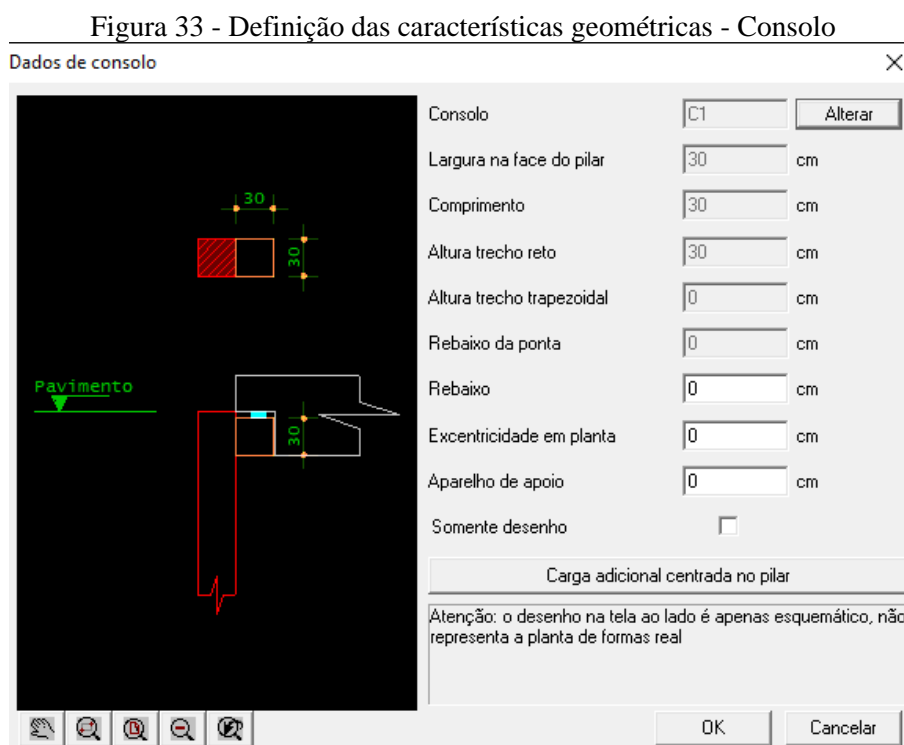 Figura 33 - Definição das características geométricas - Consolo
Dados de consolo
Consolo C1 Alterar
Largura na face do pilar 30 cm
Comprimento 30 cm
Altura trecho reto 30 cm
Altura trecho trapezoidal 0 cm
Rebaixo da ponta 0 cm
Rebaixo 0 cm
Excentricidade em planta 0 cm
Aparelho de apoio 0 cm
Somente desenho
Carga adicional centrada no pilar
Atenção: o desenho na tela ao lado é apenas esquemático, não
representa a planta de formas real
OK Cancelar
30
30
Pavimento
30